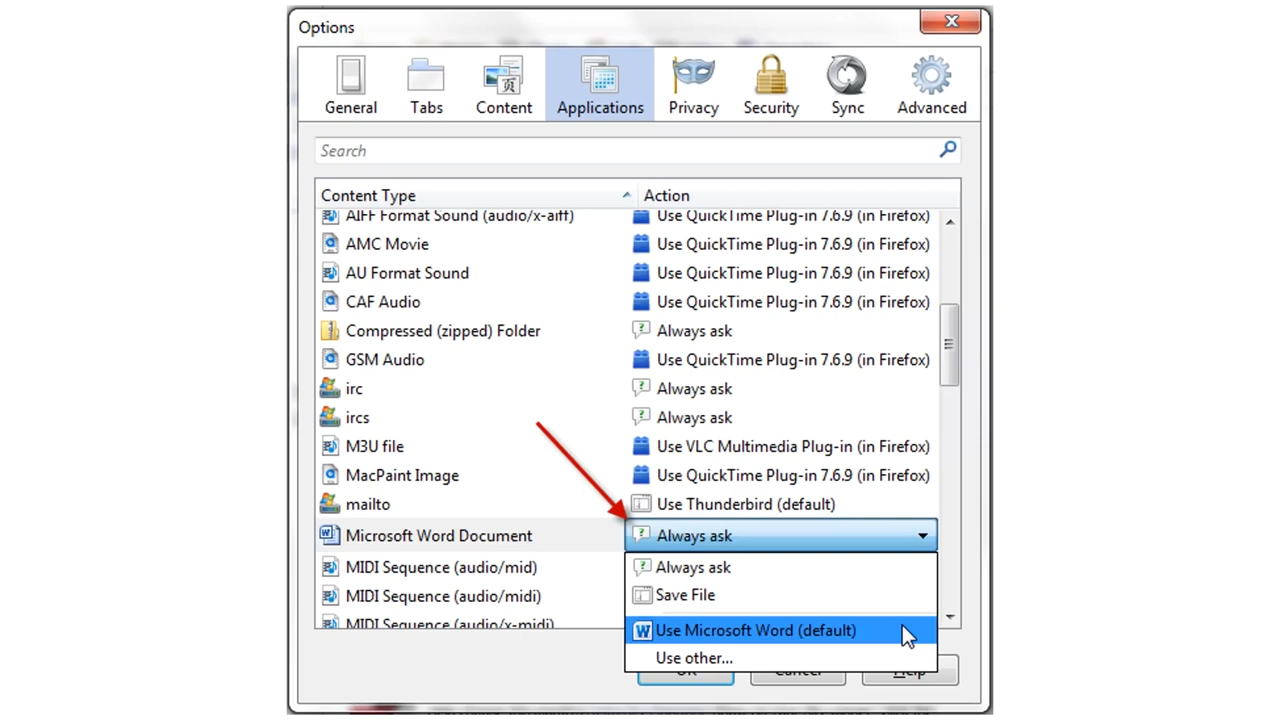 Options
General Tabs Content Applications Privacy Security Sync Advanced
Search
Content Type Action
AIFF Format Sound (audio/x-aiff) Use QuickTime Plug-in 7.6.9 (in Firefox)
AMC Movie Use QuickTime Plug-in 7.6.9 (in Firefox)
AU Format Sound Use QuickTime Plug-in 7.6.9 (in Firefox)
CAF Audio Use QuickTime Plug-in 7.6.9 (in Firefox)
Compressed (zipped) Folder Always ask
GSM Audio Use QuickTime Plug-in 7.6.9 (in Firefox)
irc Always ask
ircs Always ask
M3U file Use VLC Multimedia Plug-in (in Firefox)
MacPaint Image Use QuickTime Plug-in 7.6.9 (in Firefox)
mailto Use Thunderbird (default)
Microsoft Word Document Always ask
MIDI Sequence (audio/mid) Always ask
MIDI Sequence (audio/midi) Save File
MIDI Sequence (audio/x-midi) Use Microsoft Word (default)
Use other...
OK Cancel Help